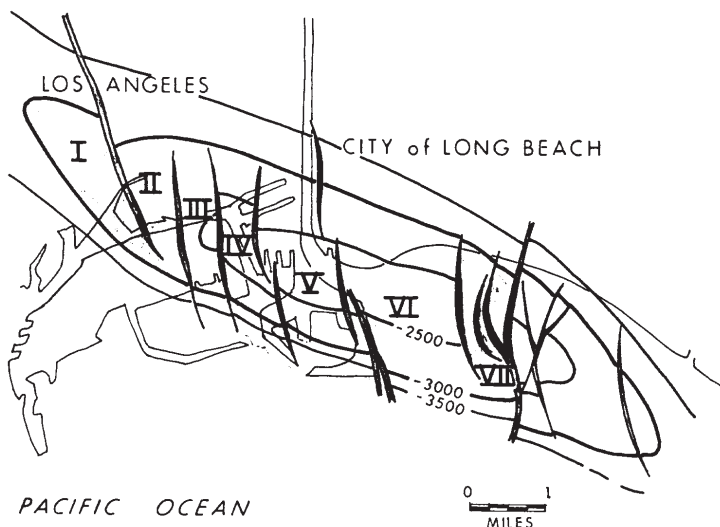 LOS ANGELES
CITY of LONG BEACH
I
II
III
IV
V
VI
-2500
VII
-3000
-3500
PACIFIC OCEAN
0 1
MILES